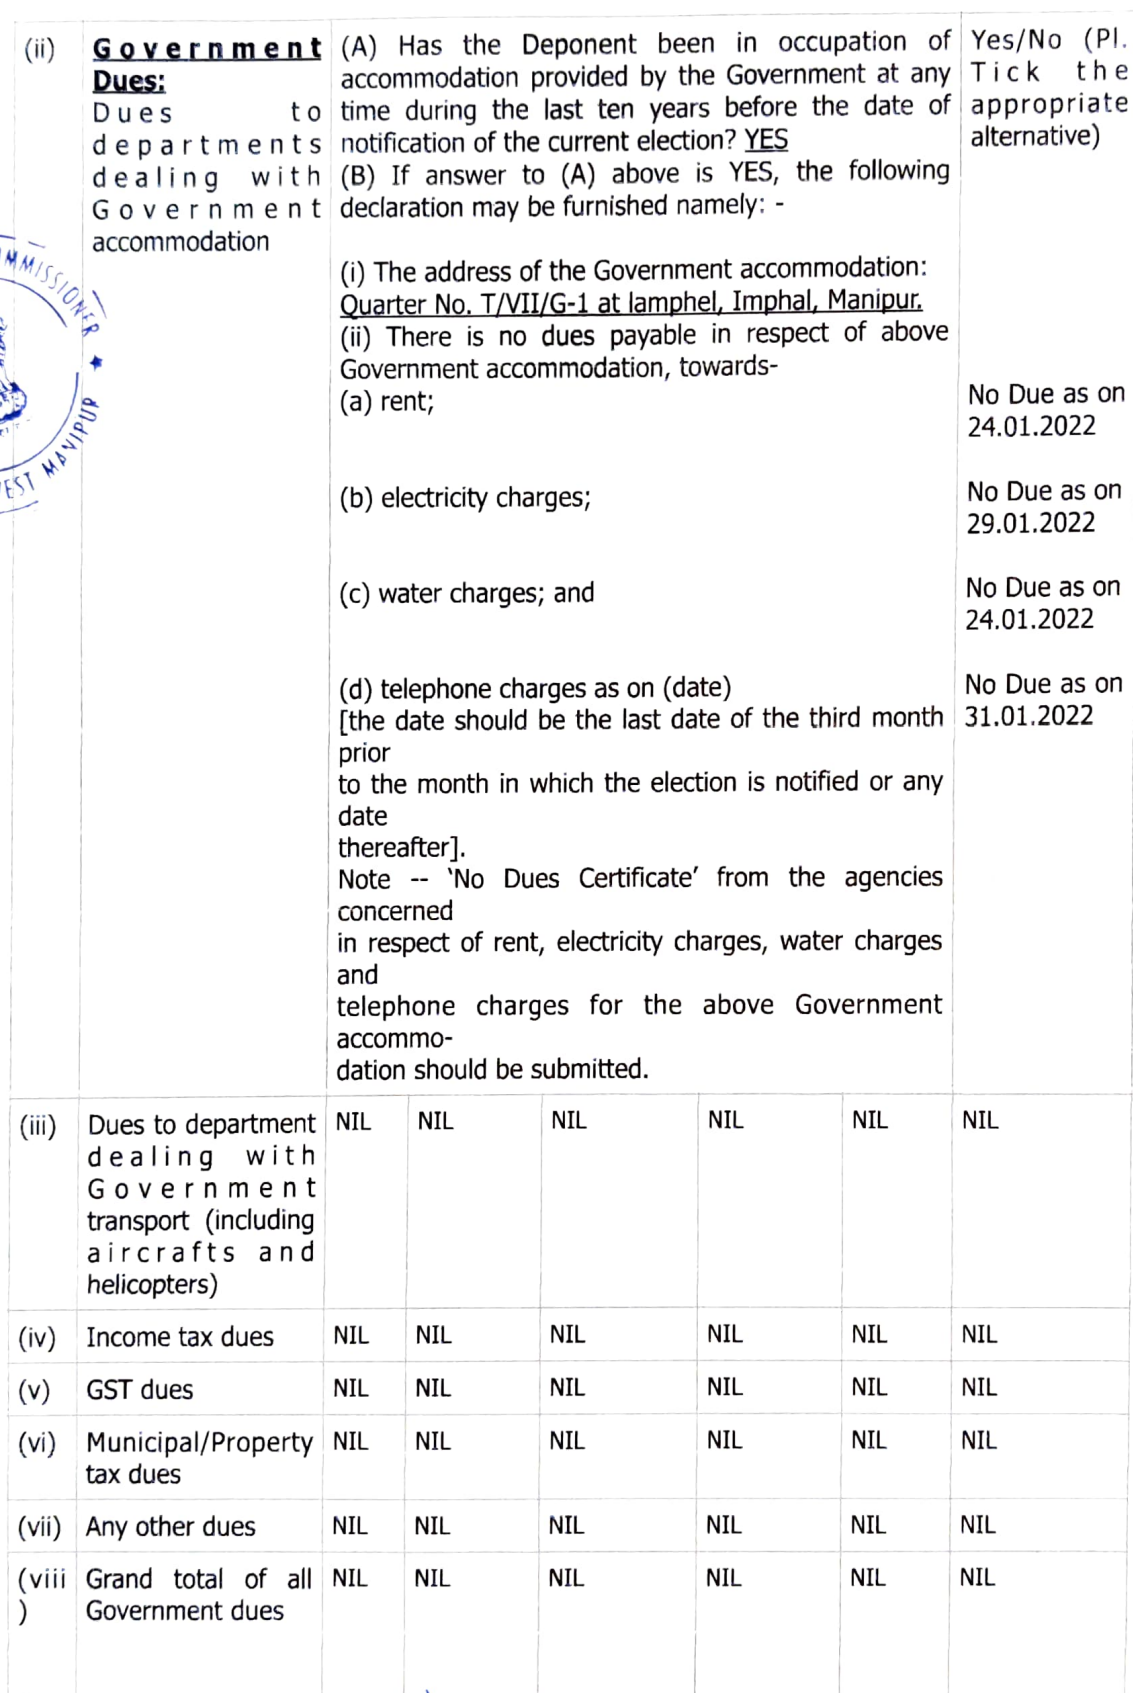 (ii)
Government
Dues:
Dues to
departments
dealing with
Government
accommodation
(A) Has the Deponent been in occupation of
accommodation provided by the Government at any
time during the last ten years before the date of
notification of the current election? YES
(B) If answer to (A) above is YES, the following
declaration may be furnished namely: -
(i) The address of the Government accommodation:
Quarter No. T/VII/G-1 at lamphel, Imphal, Manipur.
(ii) There is no dues payable in respect of above
Government accommodation, towards-
(a) rent;
(b) electricity charges;
(c) water charges; and
(d) telephone charges as on (date)
[the date should be the last date of the third month
prior
to the month in which the election is notified or any
date
thereafter].
Note -- ‘No Dues Certificate’ from the agencies
concerned
in respect of rent, electricity charges, water charges
and
telephone charges for the above Government
accommo-
dation should be submitted.
Yes/No (Pl.
Tick the
appropriate
alternative)
No Due as on
24.01.2022
No Due as on
29.01.2022
No Due as on
24.01.2022
No Due as on
31.01.2022
MANIPUR
(iii)
Dues to department
dealing with
Government
transport (including
aircrafts and
helicopters)
NIL NIL NIL NIL NIL NIL
(iv) Income tax dues NIL NIL NIL NIL NIL NIL
(v) GST dues NIL NIL NIL NIL NIL NIL
(vi) Municipal/Property NIL NIL NIL NIL NIL NIL
tax dues
(vii) Any other dues NIL NIL NIL NIL NIL NIL
(viii Grand total of all NIL NIL NIL NIL NIL NIL
) Government dues